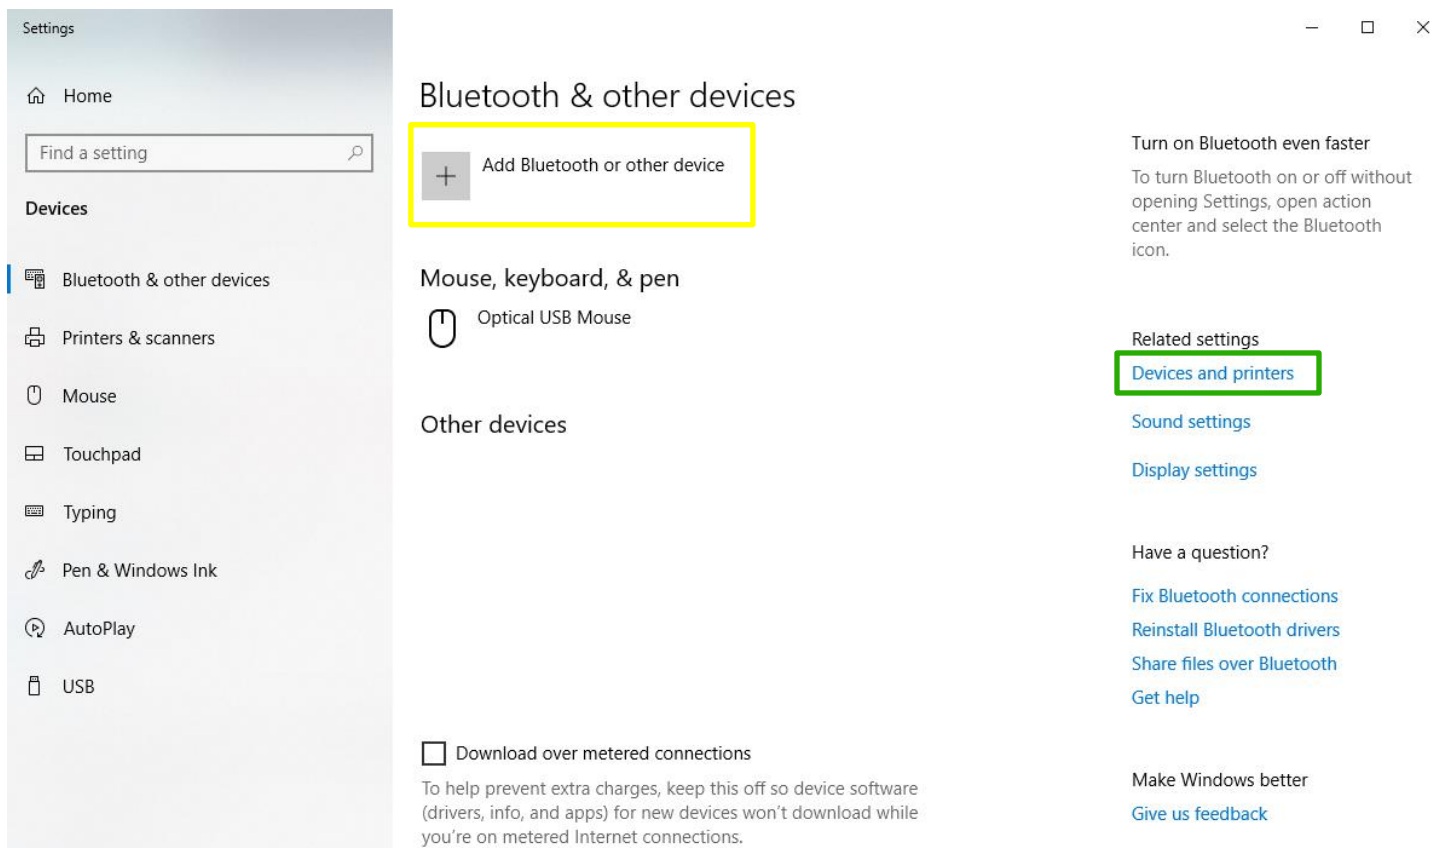 Settings
Home
Find a setting
Devices
Bluetooth & other devices
Printers & scanners
Mouse
Touchpad
Typing
Pen & Windows Ink
AutoPlay
USB
Bluetooth & other devices
Add Bluetooth or other device
Mouse, keyboard, & pen
Optical USB Mouse
Other devices
Download over metered connections
To help prevent extra charges, keep this off so device software
(drivers, info, and apps) for new devices won't download while
you're on metered Internet connections.
Turn on Bluetooth even faster
To turn Bluetooth on or off without
opening Settings, open action
center and select the Bluetooth
icon.
Related settings
Devices and printers
Sound settings
Display settings
Have a question?
Fix Bluetooth connections
Reinstall Bluetooth drivers
Share files over Bluetooth
Get help
Make Windows better
Give us feedback